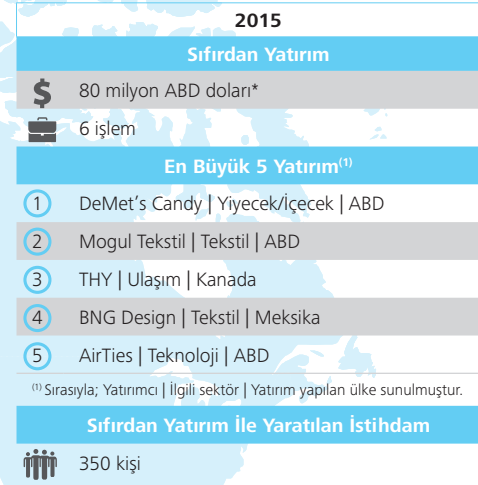 2015
Sıfırdan Yatırım
80 milyon ABD doları*
6 işlem
En Büyük 5 Yatırım(1)
1 DeMet’s Candy | Yiyecek/İçecek | ABD
2 Mogul Tekstil | Tekstil | ABD
3 THY | Ulaşım | Kanada
4 BNG Design | Tekstil | Meksika
5 AirTies | Teknoloji | ABD
(1) Sırasıyla; Yatırımcı | İlgili sektör | Yatırım yapılan ülke sunulmuştur.
Sıfırdan Yatırım İle Yaratılan İstihdam
350 kişi